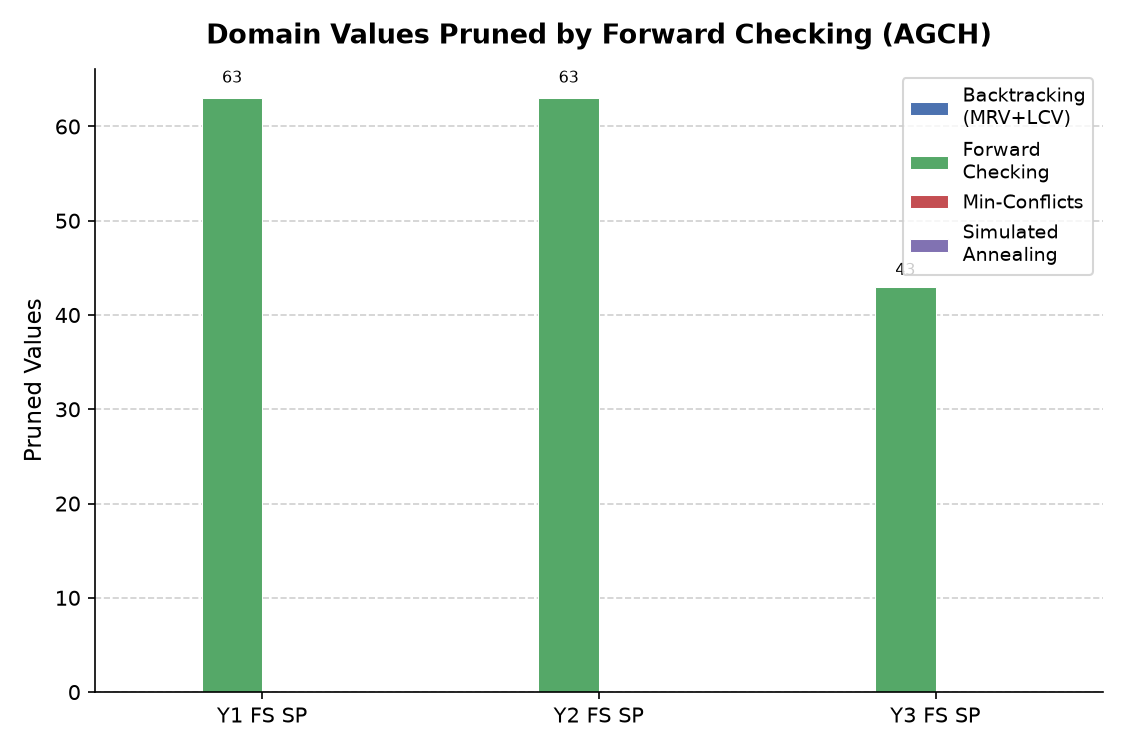 Domain Values Pruned by Forward Checking (AGCH)
63
63
43
Backtracking
(MRV+LCV)
Forward
Checking
Min-Conflicts
Simulated
Annealing
Pruned Values
60
50
40
30
20
10
0
Y1 FS SP
Y2 FS SP
Y3 FS SP